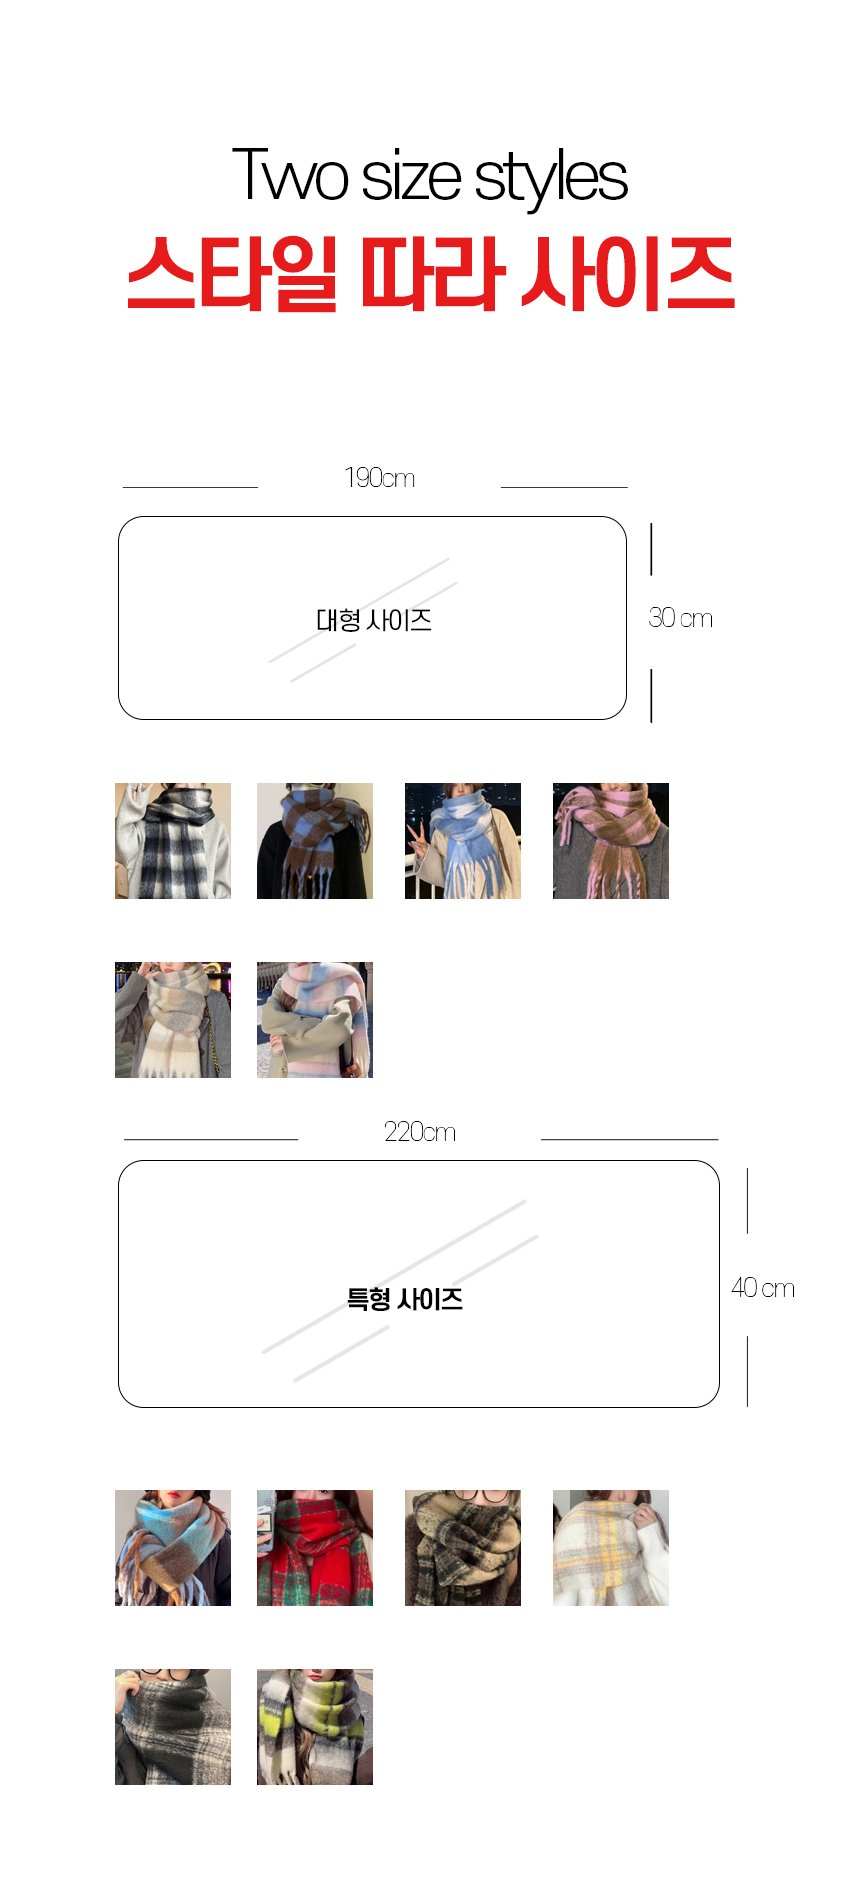 Two size styles
스타일 따라 사이즈
190cm
대형 사이즈
30 cm
220cm
특형 사이즈
40 cm